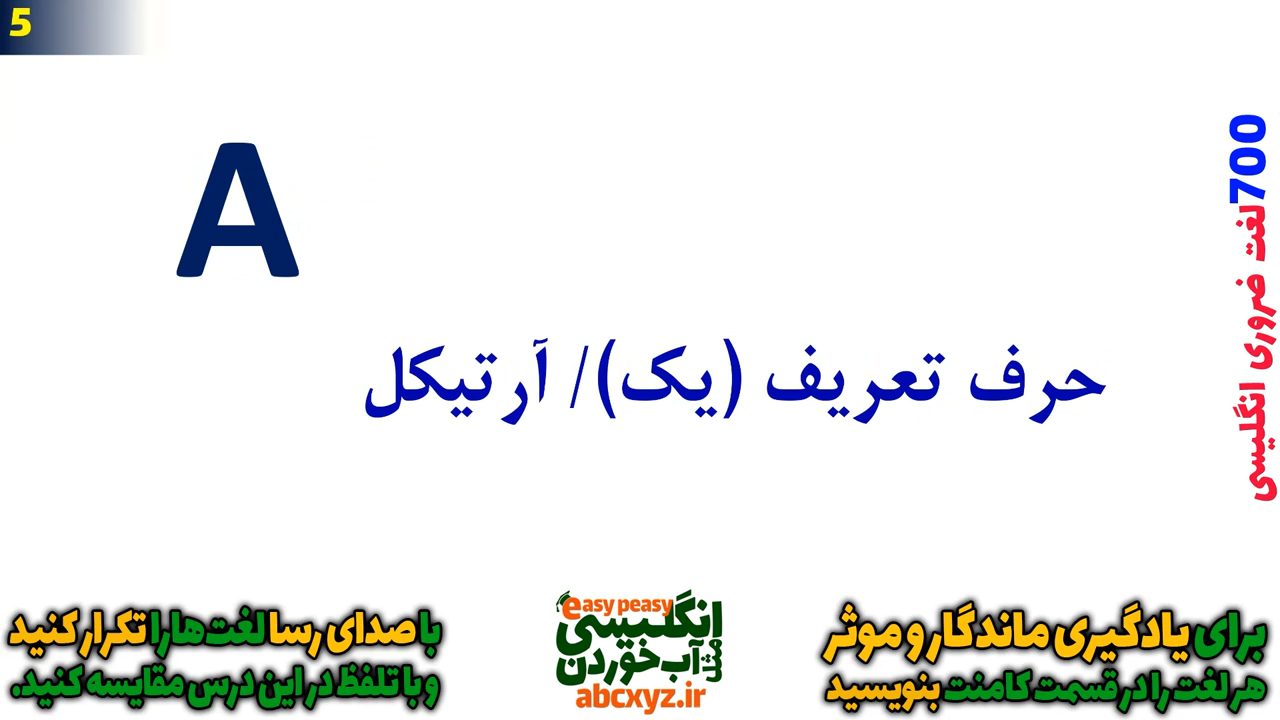 5
A
حرف تعریف (یک)/ آرتیکل
700 لغت ضروری انگلیسی
برای یادگیری ماندگار و موثر
هر لغت را در قسمت کامنت بنویسید
easy peasy
انگلیسی
مثل آب خوردن
abcxyz.ir
با صدای رسا لغت‌ها را تکرار کنید
و با تلفظ در این درس مقایسه کنید.